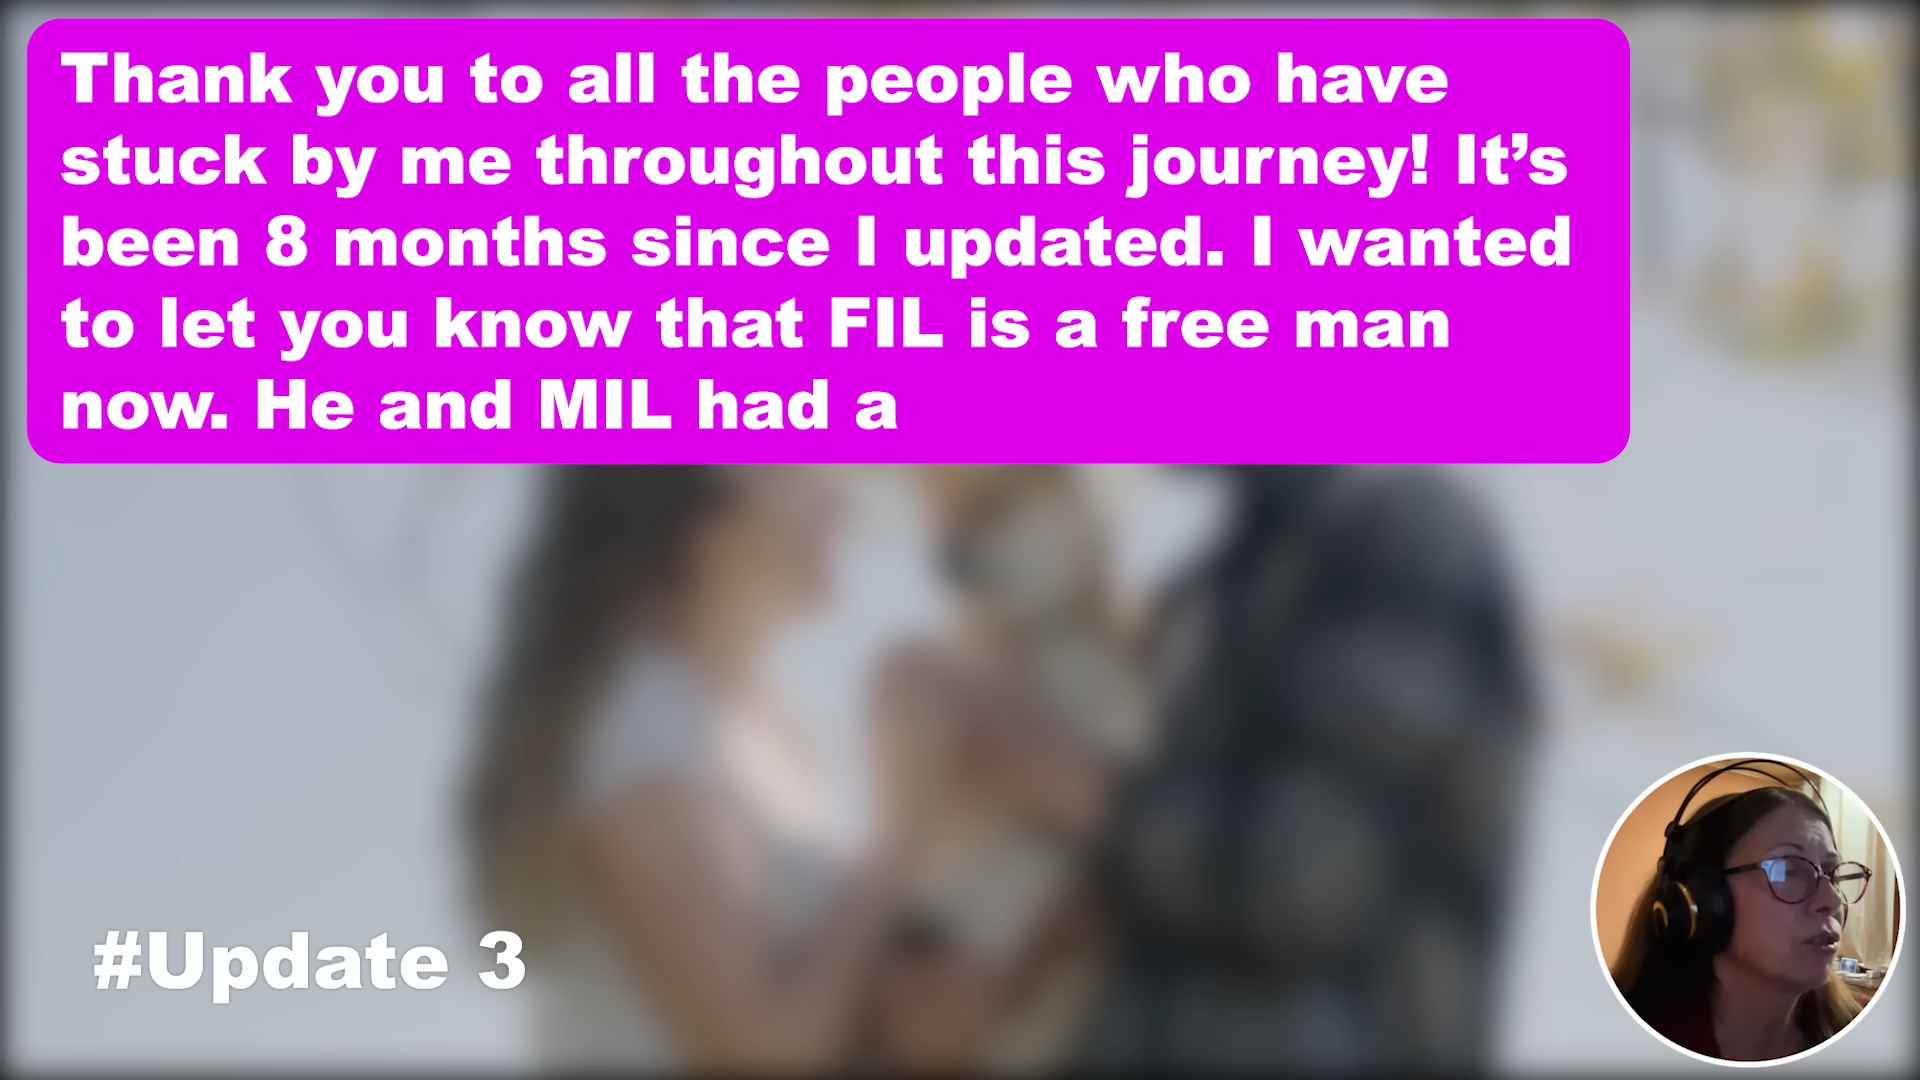 Thank you to all the people who have
stuck by me throughout this journey! It’s
been 8 months since I updated. I wanted
to let you know that FIL is a free man
now. He and MIL had a
#Update 3